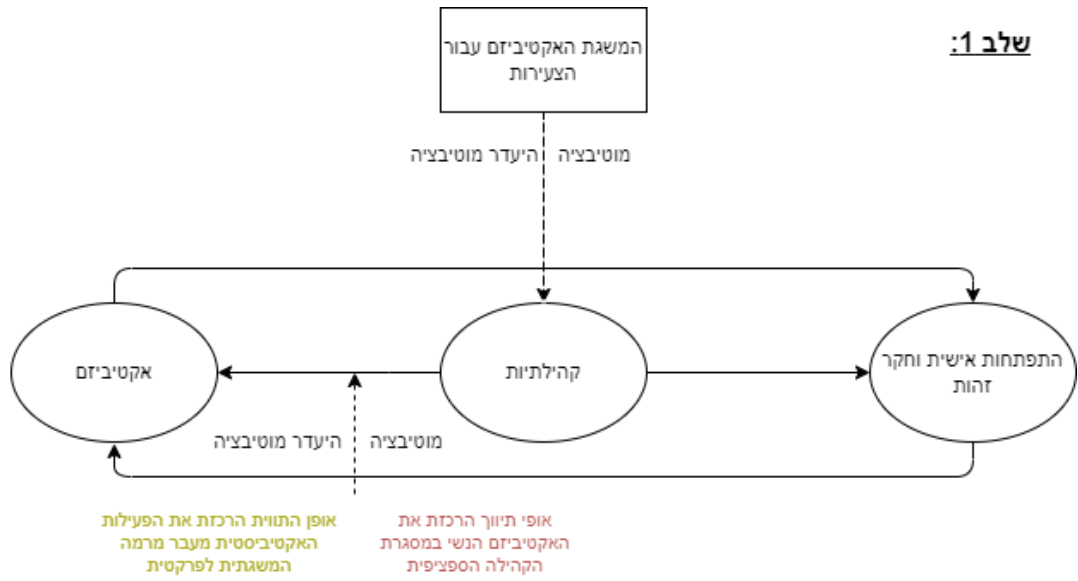 שלב 1:
המשגת האקטיביזם עבור
הצעירות
מוטיבציה
היעדר מוטיבציה
התפתחות אישית וחקר
זהות
קהילתיות
אקטיביזם
מוטיבציה
היעדר מוטיבציה
אופי תיווך הרכזת את
האקטיביזם הנשי במסגרת
הקהילה הספציפית
אופן התווית הרכזת את הפעילות
האקטיביסטית מעבר מרמה
המשגתית לפרקטית